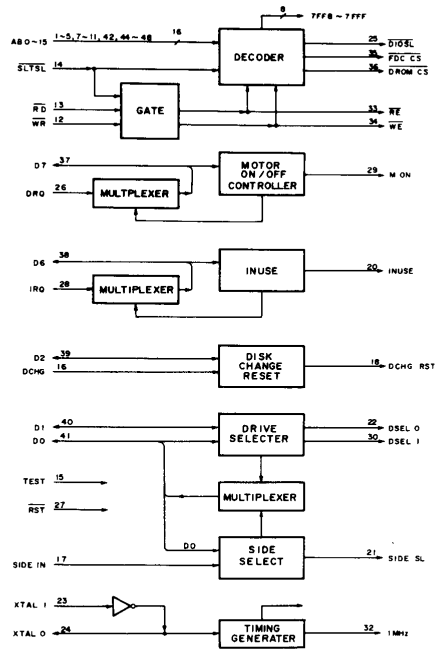 8
7FF8 ~ 7FFF
AB0~15 1~5, 7~11, 42, 44~48 16
DECODER
25 DIOSL
35 FDC CS
36 DROM CS
SLTSL 14
RD 13
WR 12
GATE
33 RE
34 WE
D7 37
DRQ 26
MULTPLEXER
MOTOR
ON/OFF
CONTROLLER
29 M ON
D6 38
IRQ 28
MULTIPLEXER
INUSE
20 INUSE
D2 39
DCHG 16
DISK
CHANGE
RESET
18 DCHG RST
D1 40
D0 41
DRIVE
SELECTER
22 DSEL 0
30 DSEL 1
TEST 15
RST 27
MULTIPLEXER
D0
SIDE IN 17
SIDE
SELECT
21 SIDE SL
XTAL I 23
XTAL O 24
TIMING
GENERATER
32 1MHz